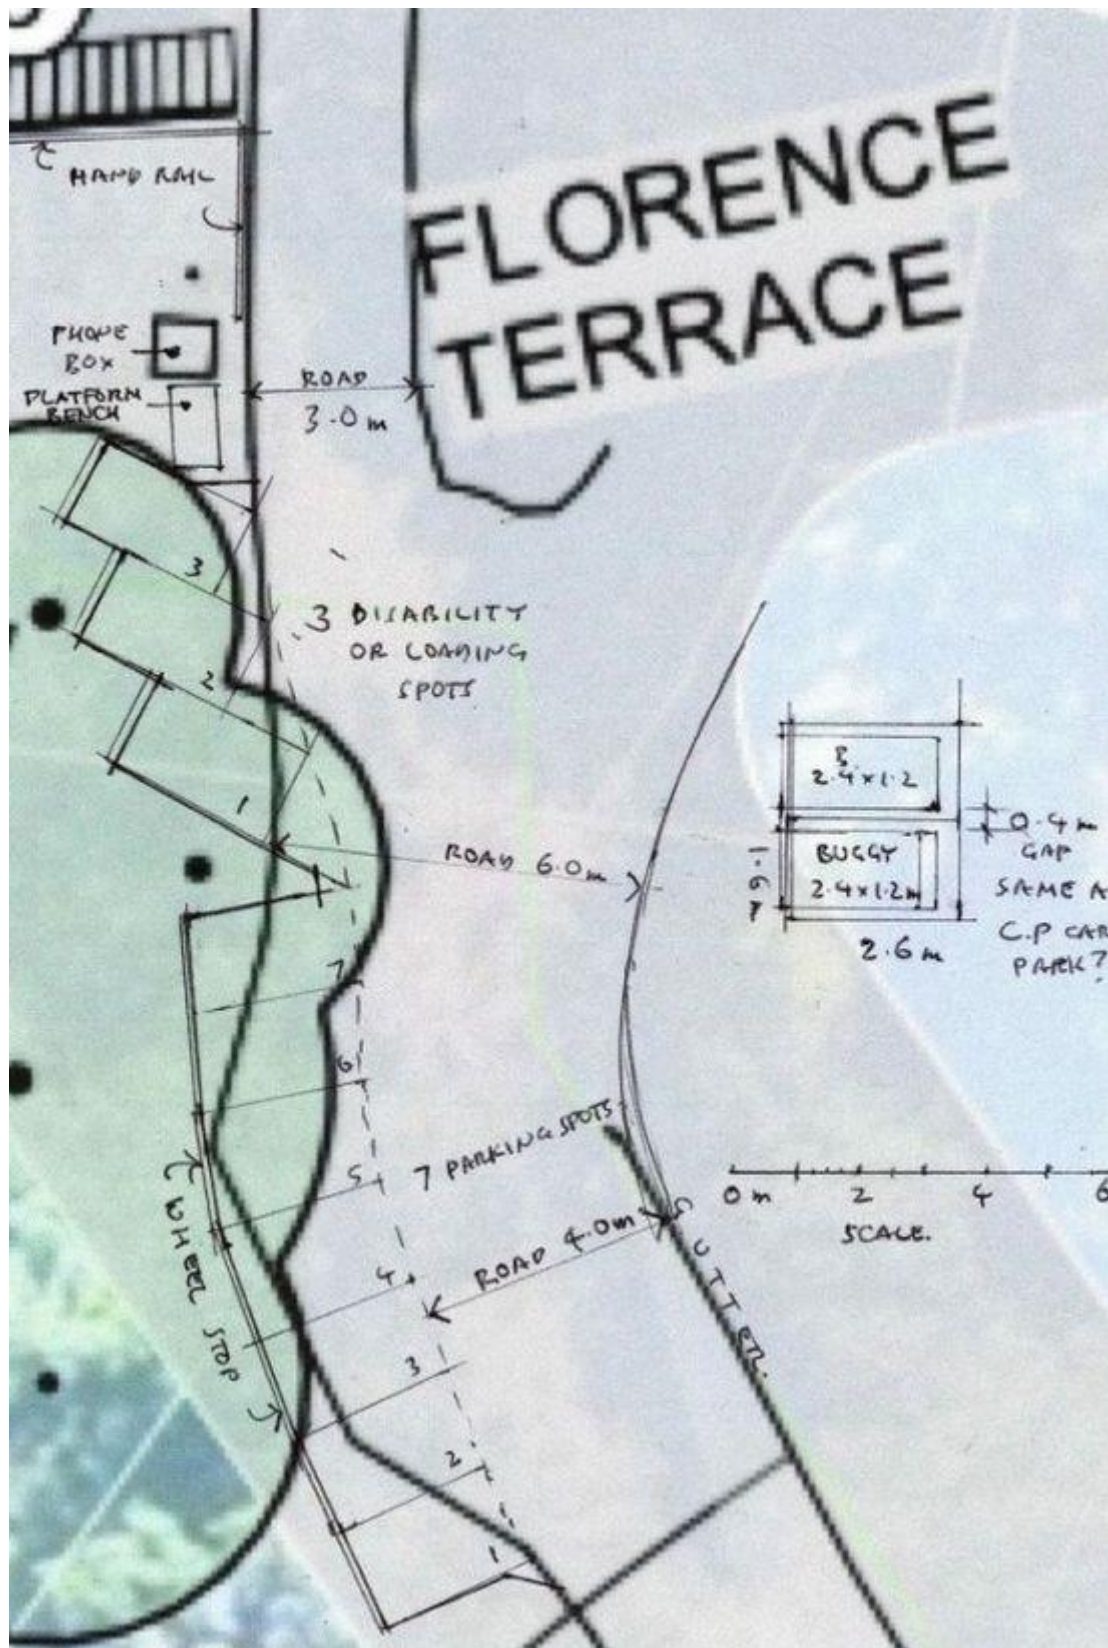 FLORENCE
TERRACE
HAND RAIL
PHONE
BOX
PLATFORM
BENCH
ROAD
3.0m
3
2
1
3 DISABILITY
OR LOADING
SPOTS
ROAD 6.0m
2.4x1.2
BUGGY
2.4x1.2m
1.6
2.6m
0.4m
GAP
SAME A
C.P CAR
PARK?
7
6
5
4
3
2
1
7 PARKING SPOTS
ROAD 4.0m
GUTTER.
WHEEL STOP
0m 2 4 6
SCALE.